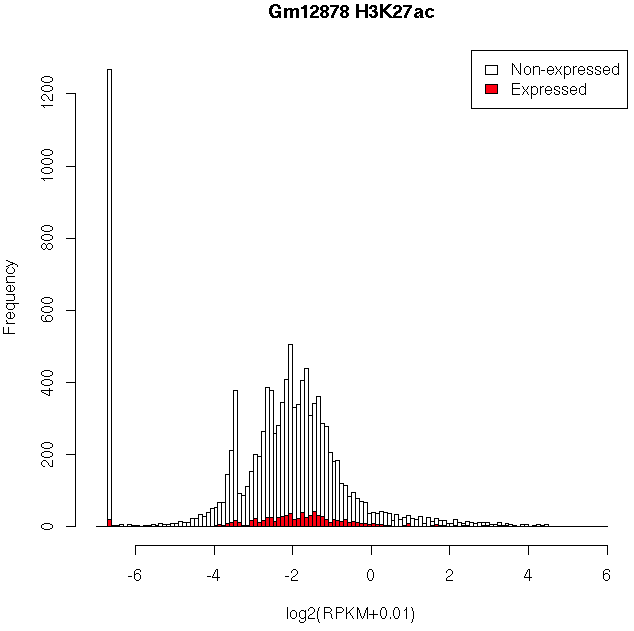 Gm12878 H3K27ac
Non-expressed
Expressed
Frequency
1200
1000
800
600
400
200
0
-6 -4 -2 0 2 4 6
log2(RPKM+0.01)